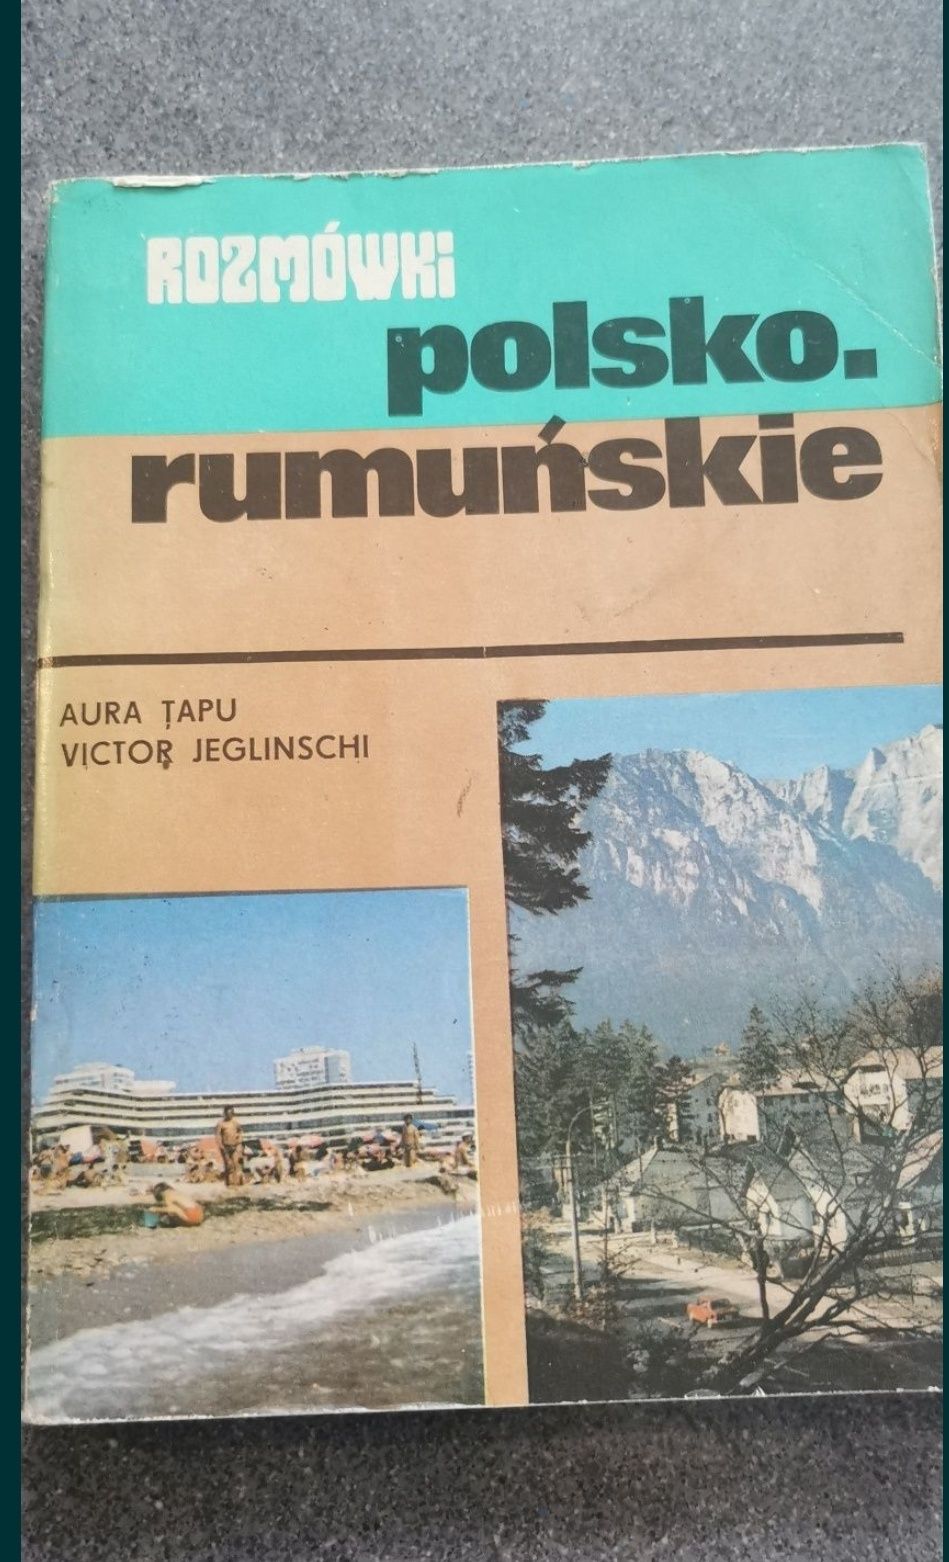 ROZMÓWKi
polsko.
rumuńskie
AURA ȚAPU
VICTOR JEGLINSCHI